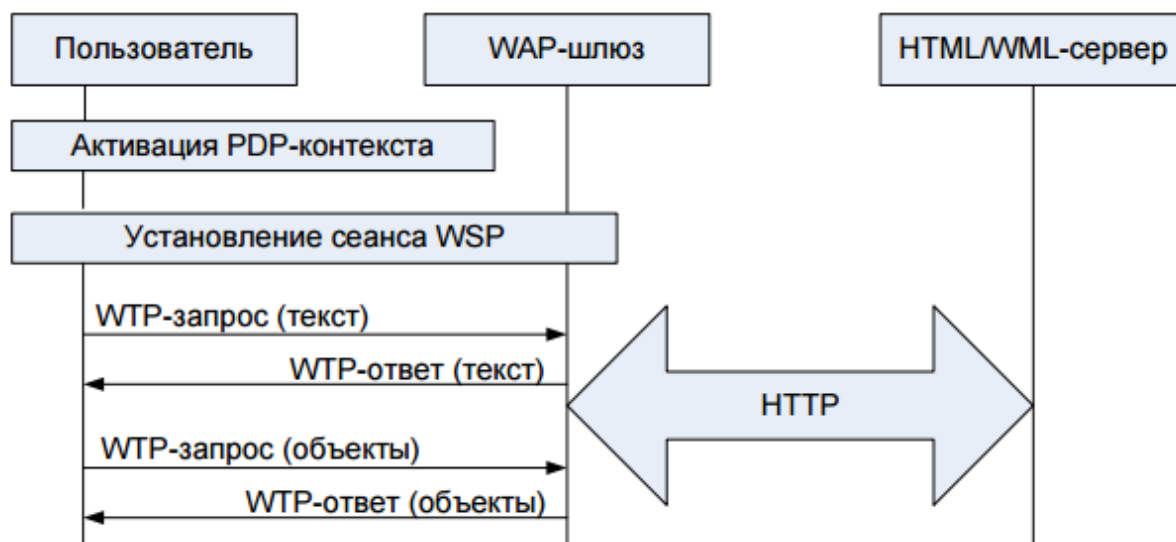 Пользователь
WAP-шлюз
HTML/WML-сервер
Активация PDP-контекста
Установление сеанса WSP
WTP-запрос (текст)
WTP-ответ (текст)
HTTP
WTP-запрос (объекты)
WTP-ответ (объекты)